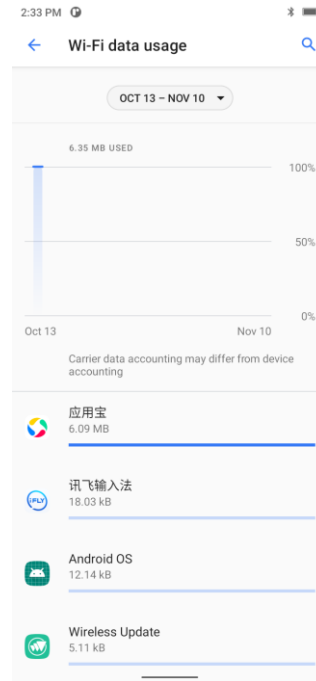 2:33 PM
Wi-Fi data usage
OCT 13 – NOV 10
6.35 MB USED
100%
50%
0%
Oct 13
Nov 10
Carrier data accounting may differ from device
accounting
应用宝
6.09 MB
讯飞输入法
18.03 kB
iFLY
Android OS
12.14 kB
Wireless Update
5.11 kB